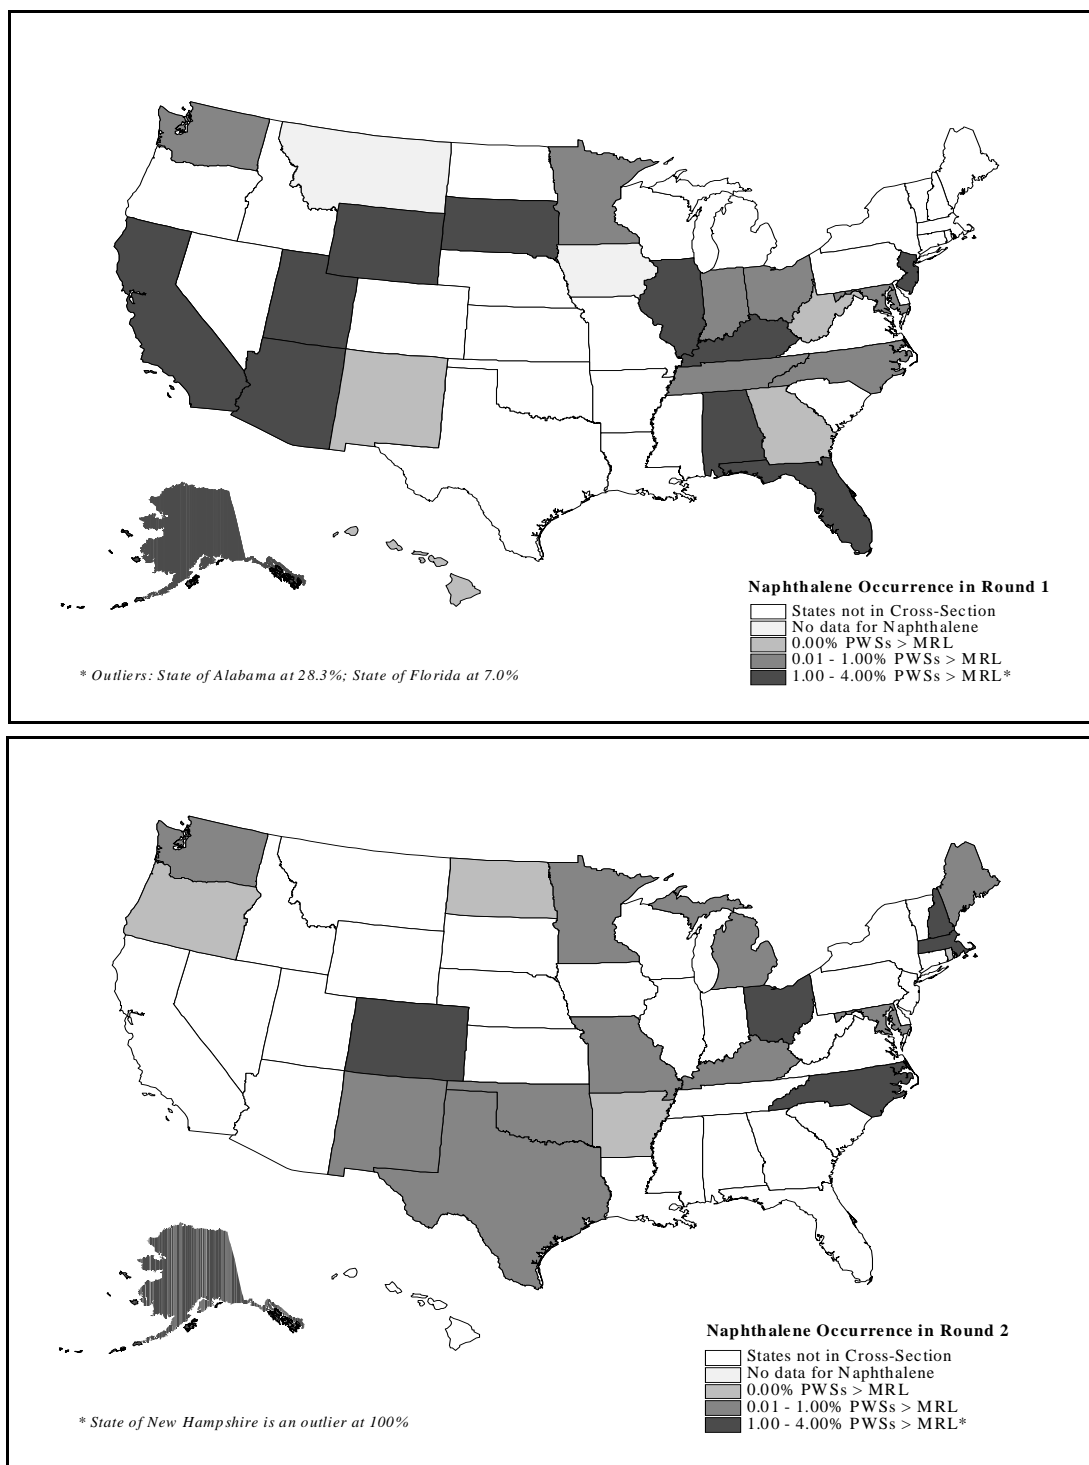 Naphthalene Occurrence in Round 1
States not in Cross-Section
No data for Naphthalene
0.00% PWSs > MRL
0.01 - 1.00% PWSs > MRL
1.00 - 4.00% PWSs > MRL*
* Outliers: State of Alabama at 28.3%; State of Florida at 7.0%
Naphthalene Occurrence in Round 2
States not in Cross-Section
No data for Naphthalene
0.00% PWSs > MRL
0.01 - 1.00% PWSs > MRL
1.00 - 4.00% PWSs > MRL*
* State of New Hampshire is an outlier at 100%